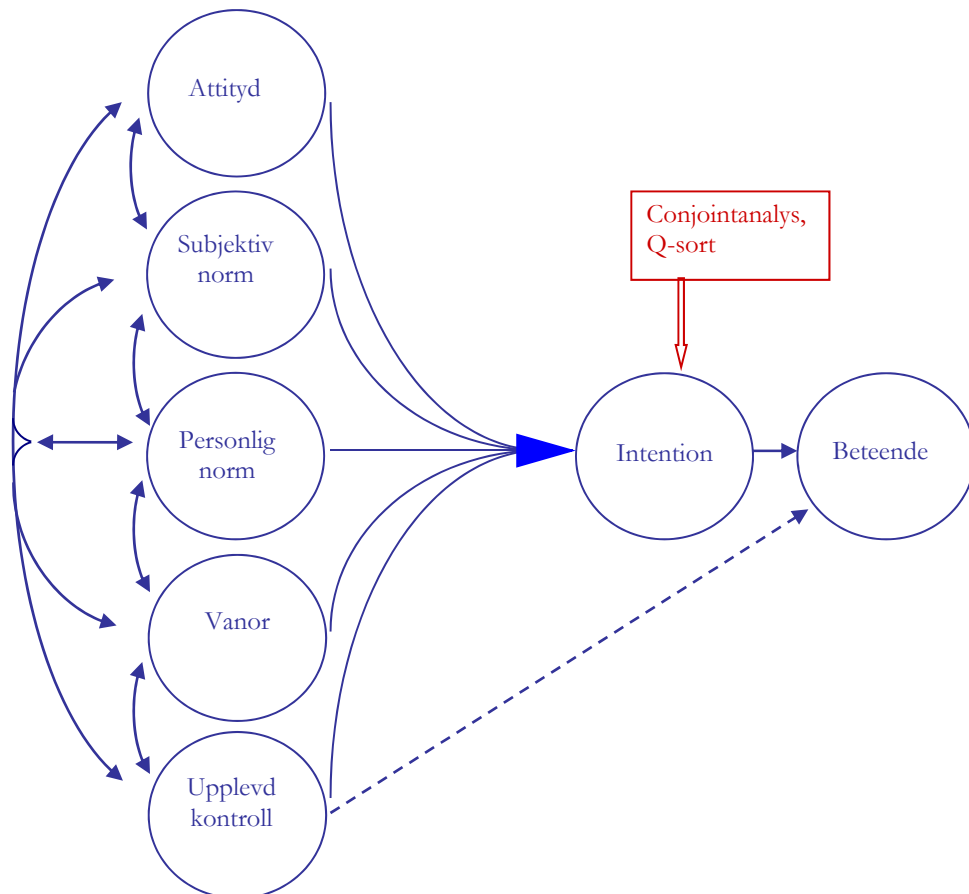 Attityd
Subjektiv
norm
Conjointanalys,
Q-sort
Personlig
norm
Intention
Beteende
Vanor
Upplevd
kontroll